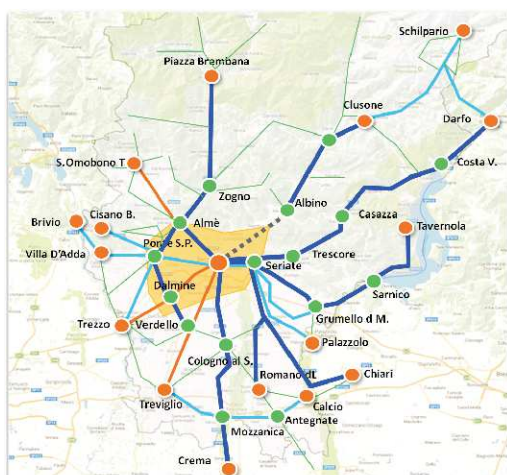 Schilpario
Piazza Brembana
Clusone
Darfo
S.Omobono T
Costa V.
Zogno
Albino
Brivio
Cisano B.
Almè
Casazza
Tavernola
Villa D'Adda
Ponte S.P.
Trescore
Seriate
Dalmine
Sarnico
Trezzo
Verdello
Grumello d M.
Cologno al S.
Palazzolo
Romano dL
Chiari
Treviglio
Calcio
Mozzanica
Antegnate
Crema